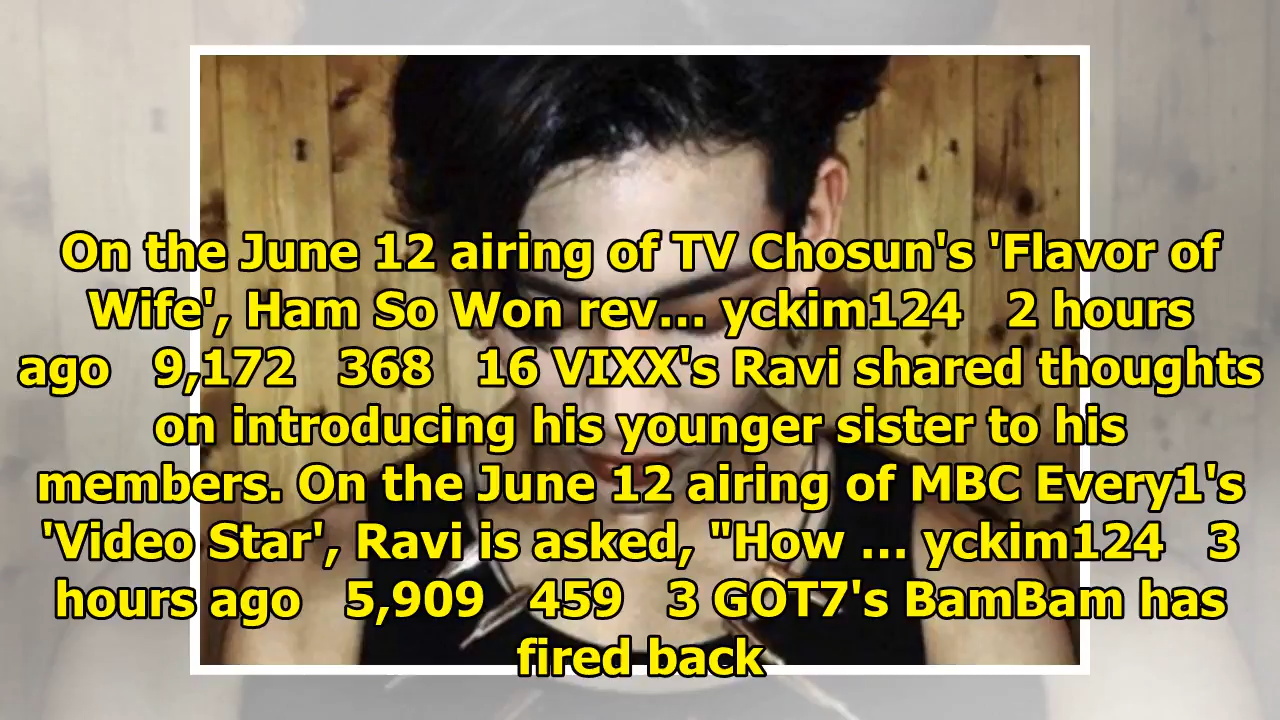 On the June 12 airing of TV Chosun's 'Flavor of
Wife', Ham So Won rev... yckim124 2 hours
ago 9,172 368 16 VIXX's Ravi shared thoughts
on introducing his younger sister to his
members. On the June 12 airing of MBC Every1's
'Video Star', Ravi is asked, "How ... yckim124 3
hours ago 5,909 459 3 GOT7's BamBam has
fired back